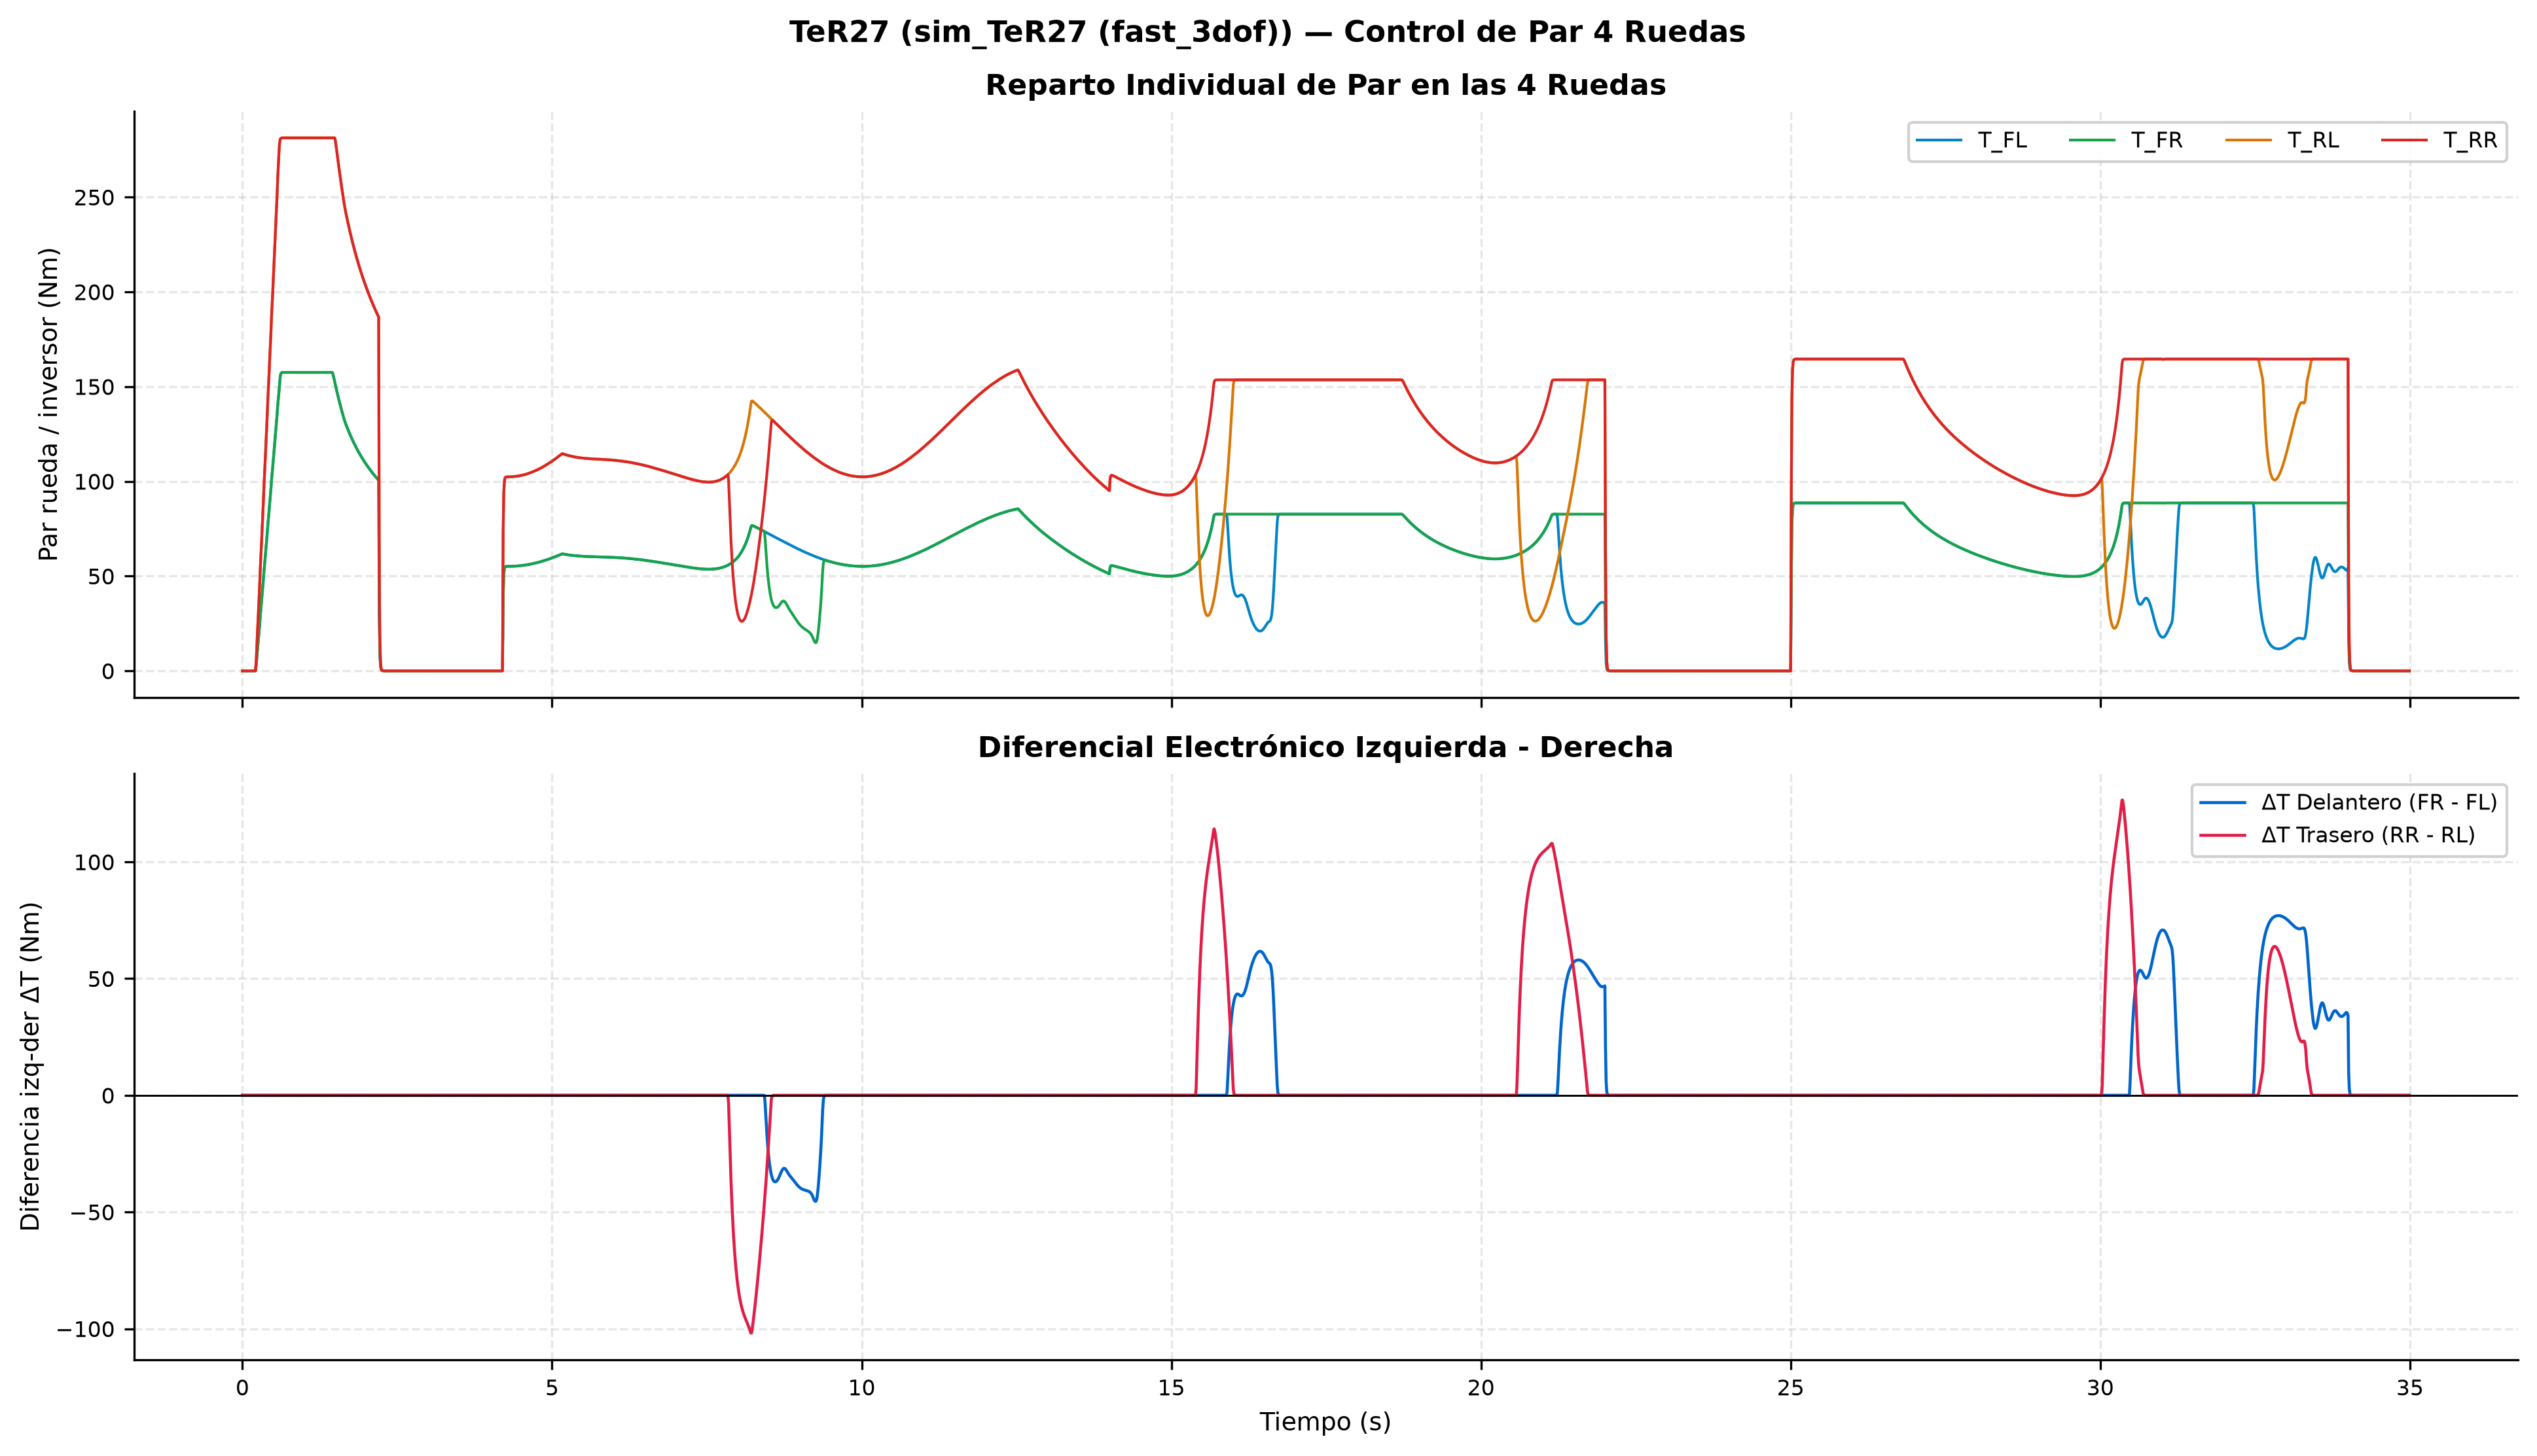 TeR27 (sim_TeR27 (fast_3dof)) — Control de Par 4 Ruedas
Reparto Individual de Par en las 4 Ruedas
T_FL
T_FR
T_RL
T_RR
Par rueda / inversor (Nm)
250
200
150
100
50
0
Diferencial Electrónico Izquierda - Derecha
ΔT Delantero (FR - FL)
ΔT Trasero (RR - RL)
Diferencia izq-der ΔT (Nm)
100
50
0
−50
−100
0
5
10
15
20
25
30
35
Tiempo (s)